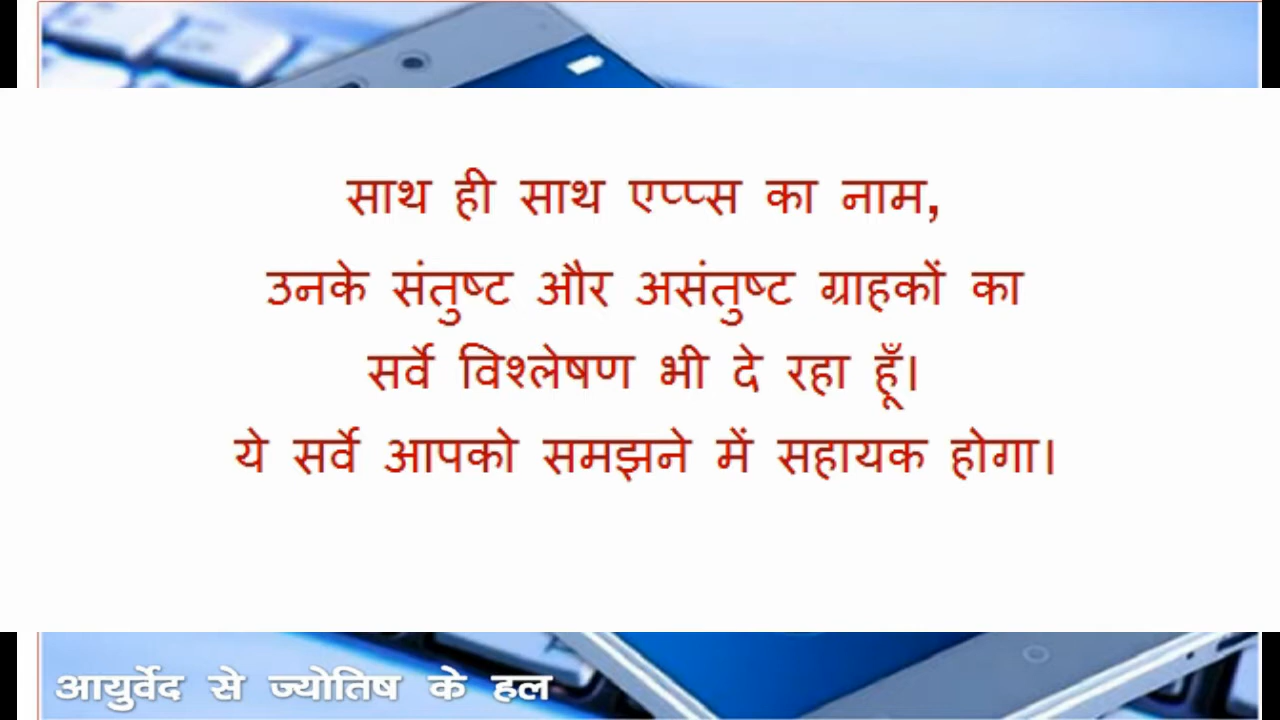 साथ ही साथ एप्प्स का नाम,
उनके संतुष्ट और असंतुष्ट ग्राहकों का
सर्वे विश्लेषण भी दे रहा हूँ।
ये सर्वे आपको समझने में सहायक होगा।
आयुर्वेद से ज्योतिष के हल